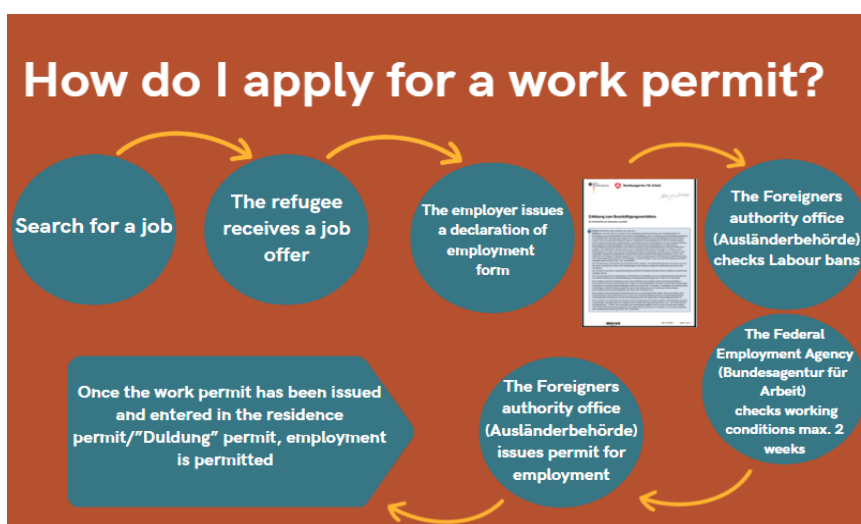 How do I apply for a work permit?
Search for a job
The refugee
receives a job
offer
The employer issues
a declaration of
employment
form
Bundesagentur für Arbeit
Erklärung zum Beschäftigungsverhältnis
The Foreigners
authority office
(Ausländerbehörde)
checks Labour bans
The Federal
Employment Agency
(Bundesagentur für
Arbeit)
checks working
conditions max. 2
weeks
The Foreigners
authority office
(Ausländerbehörde)
issues permit for
employment
Once the work permit has been issued
and entered in the residence
permit/”Duldung” permit, employment
is permitted